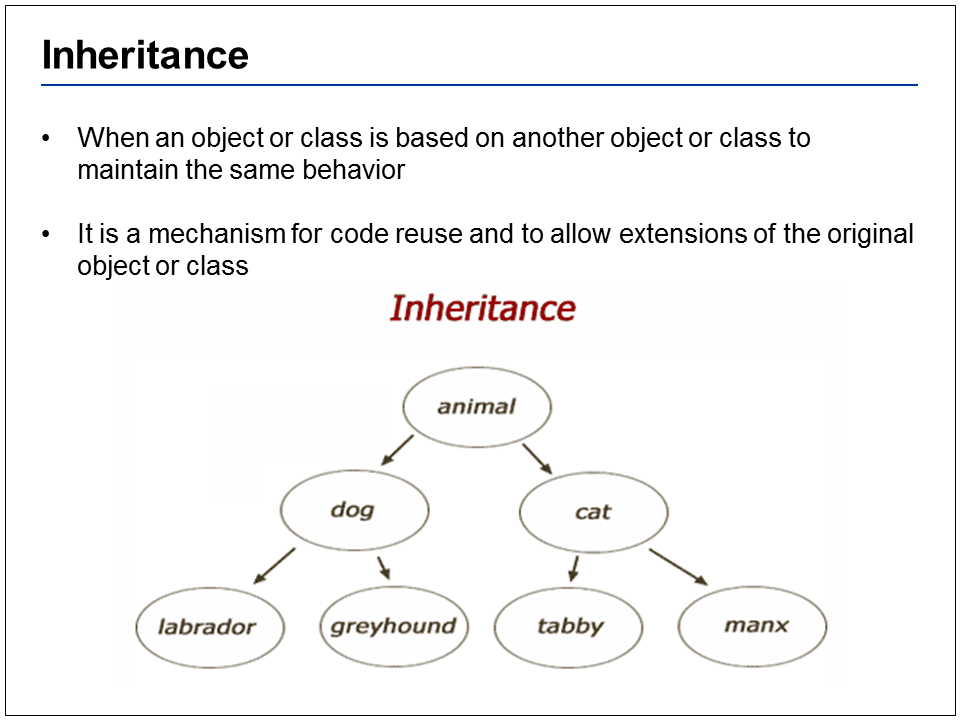 Inheritance
• When an object or class is based on another object or class to
maintain the same behavior
• It is a mechanism for code reuse and to allow extensions of the original
object or class
Inheritance
animal
dog
cat
labrador
greyhound
tabby
manx